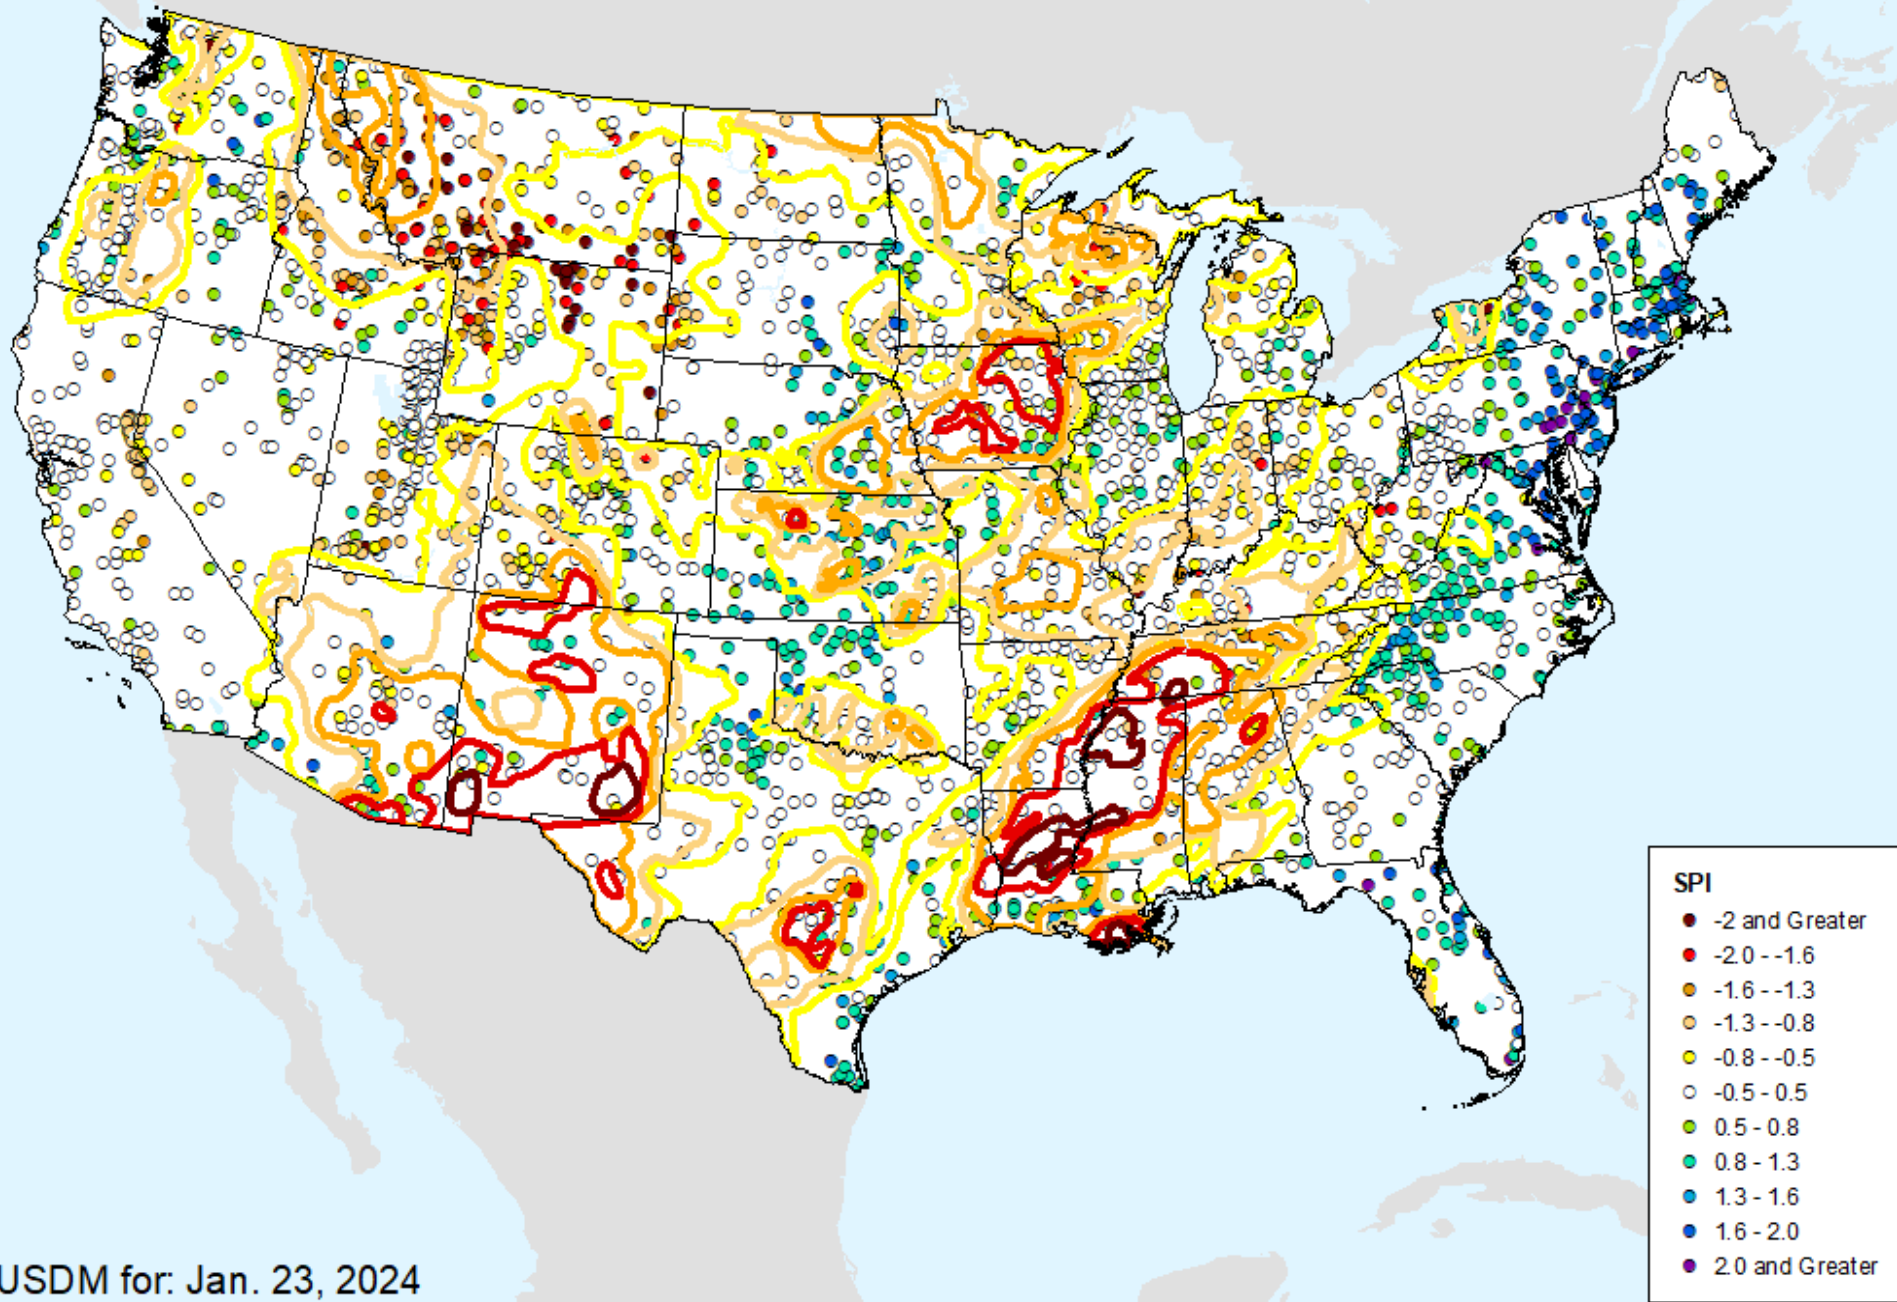 SPI
-2 and Greater
-2.0 - -1.6
-1.6 - -1.3
-1.3 - -0.8
-0.8 - -0.5
-0.5 - 0.5
0.5 - 0.8
0.8 - 1.3
1.3 - 1.6
1.6 - 2.0
2.0 and Greater
USDM for: Jan. 23, 2024